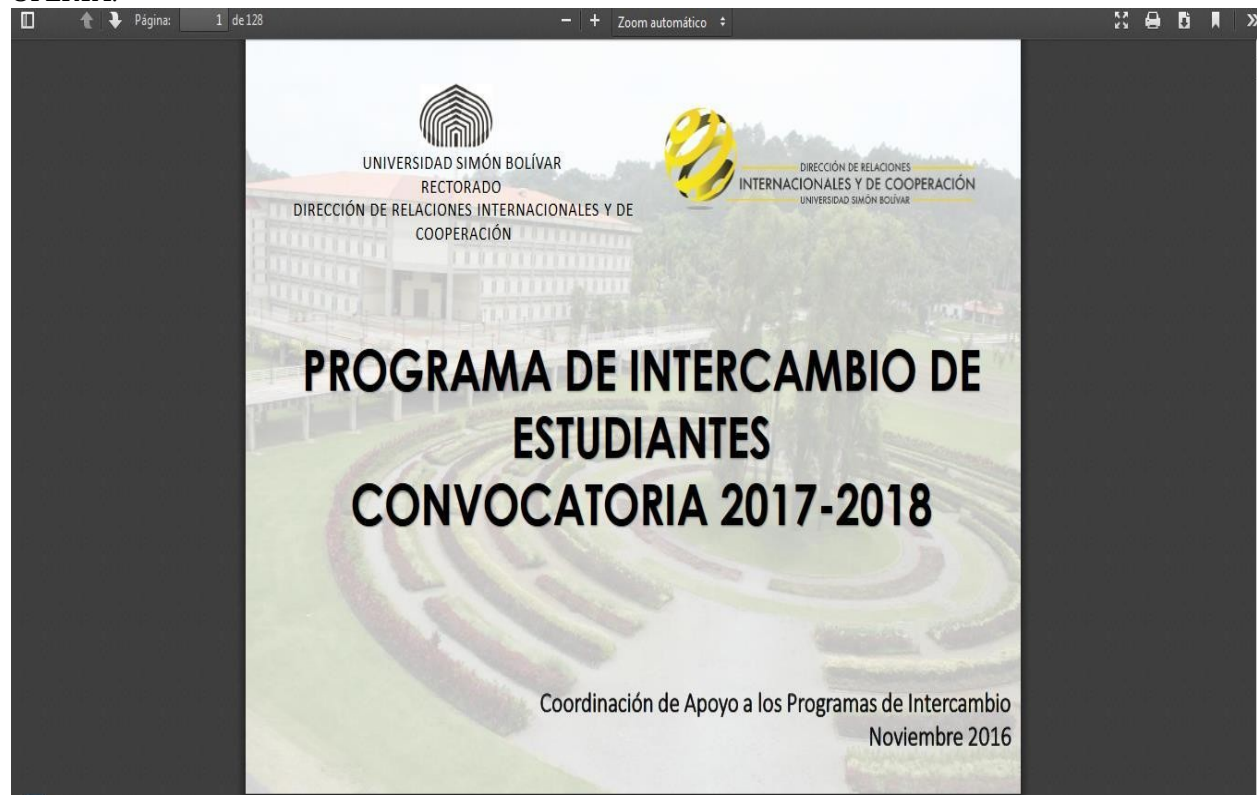 Página: 1 de 128
Zoom automático
UNIVERSIDAD SIMÓN BOLÍVAR
RECTORADO
DIRECCIÓN DE RELACIONES INTERNACIONALES Y DE
COOPERACIÓN
DIRECCIÓN DE RELACIONES
INTERNACIONALES Y DE COOPERACIÓN
UNIVERSIDAD SIMÓN BOLÍVAR
PROGRAMA DE INTERCAMBIO DE
ESTUDIANTES
CONVOCATORIA 2017-2018
Coordinación de Apoyo a los Programas de Intercambio
Noviembre 2016